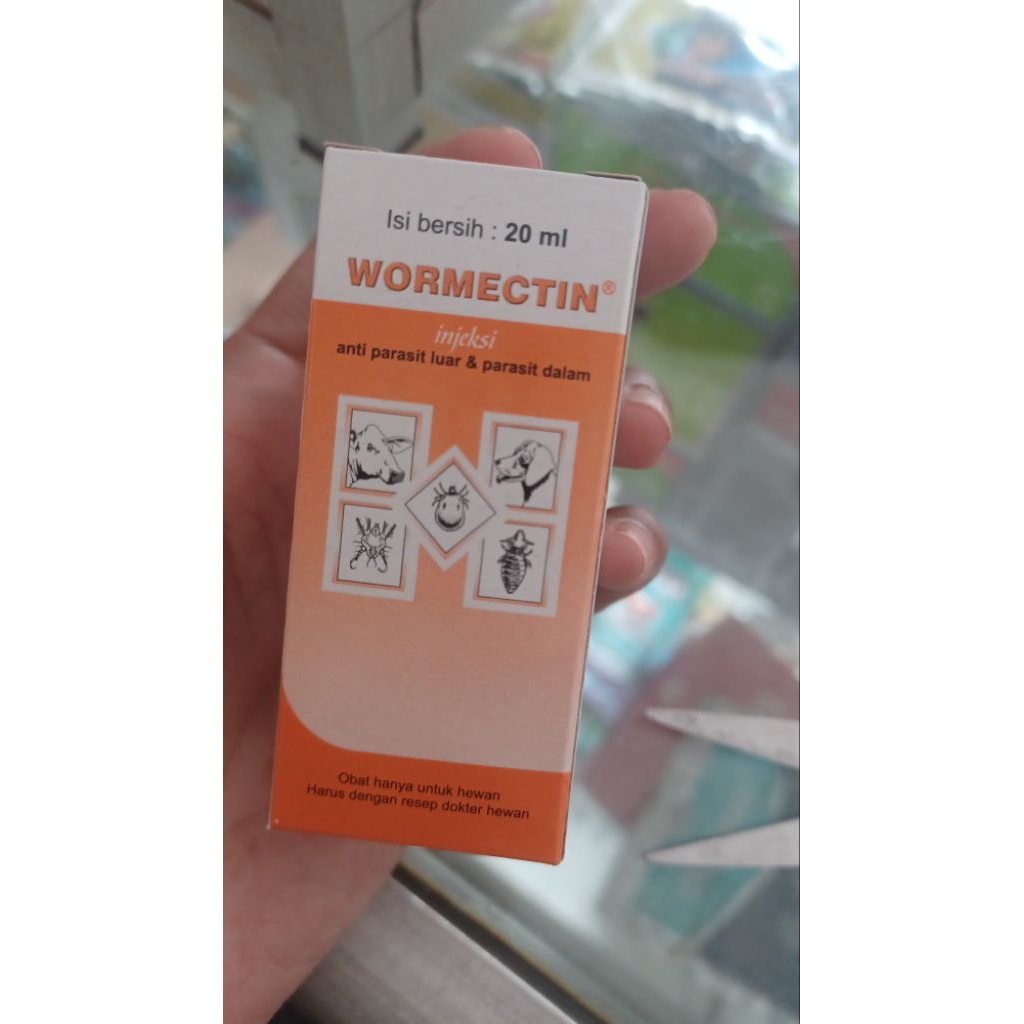 Isi bersih : 20 ml
WORMECTIN®
injeksi
anti parasit luar & parasit dalam
Obat hanya untuk hewan
Harus dengan resep dokter hewan